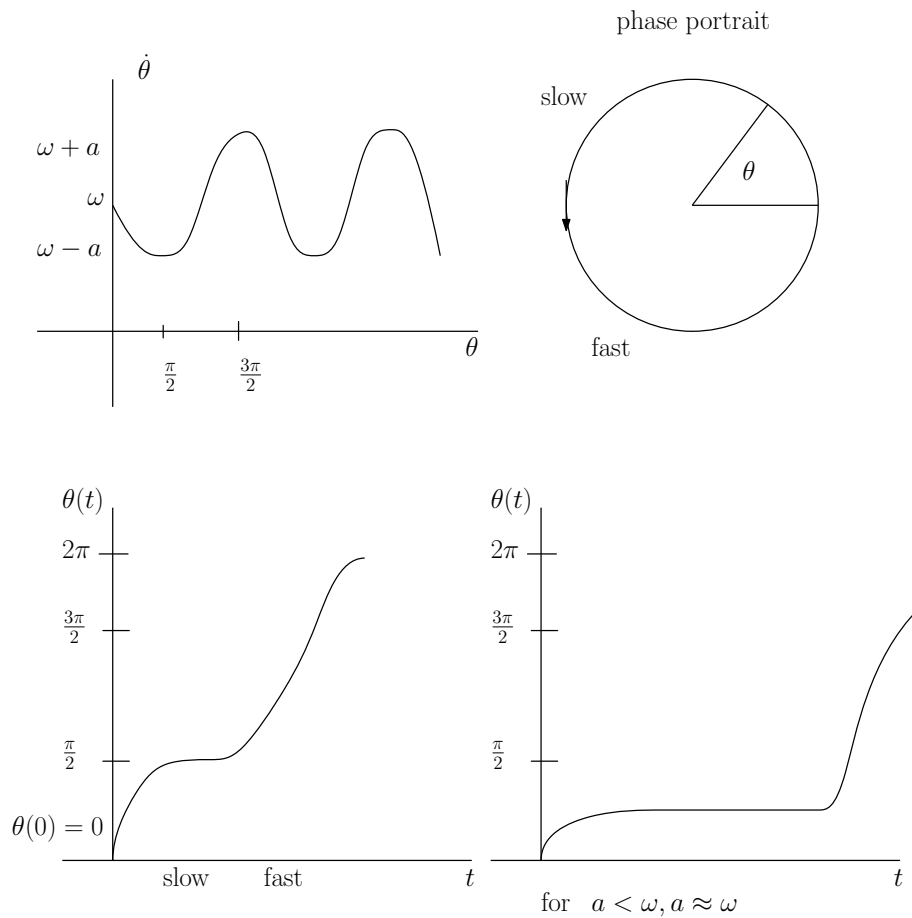 phase portrait
θ̇
slow
ω + a
ω
ω − a
θ
θ
π/2 3π/2
fast
θ(t)
2π
3π/2
π/2
θ(0) = 0
slow fast t
θ(t)
2π
3π/2
π/2
t
for a < ω, a ≈ ω